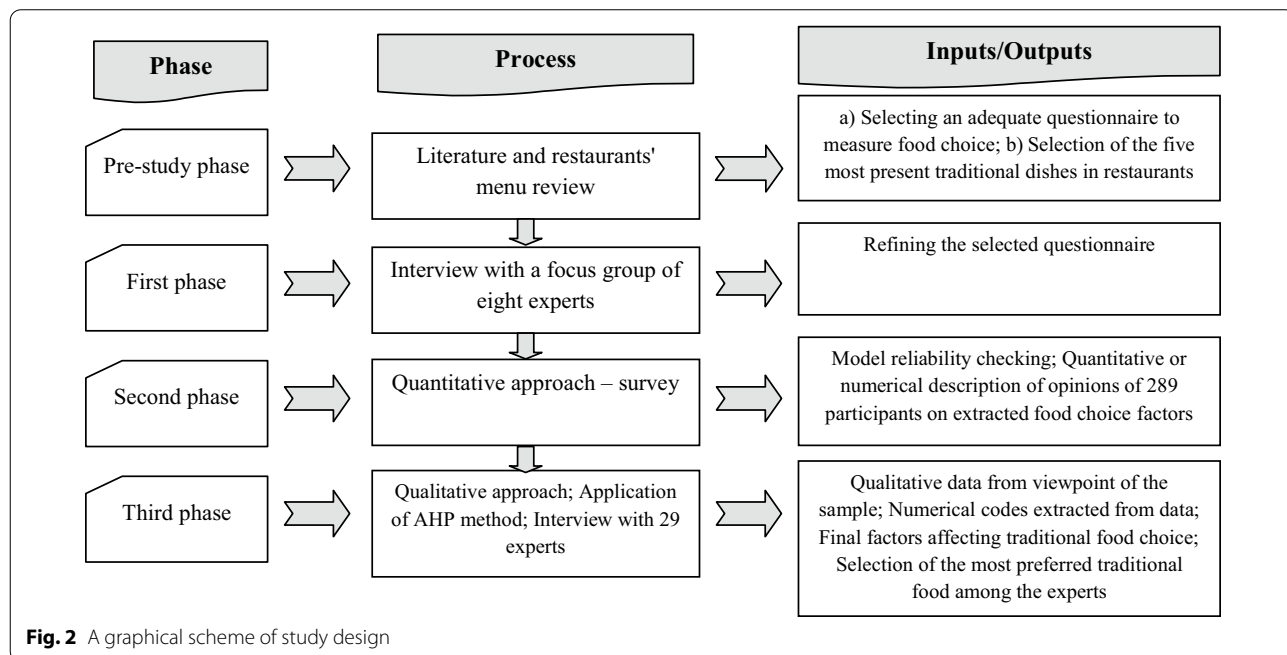 Phase
Process
Inputs/Outputs
Pre-study phase
Literature and restaurants'
menu review
a) Selecting an adequate questionnaire to
measure food choice; b) Selection of the five
most present traditional dishes in restaurants
First phase
Interview with a focus group of
eight experts
Refining the selected questionnaire
Second phase
Quantitative approach – survey
Model reliability checking; Quantitative or
numerical description of opinions of 289
participants on extracted food choice factors
Third phase
Qualitative approach; Application
of AHP method; Interview with 29
experts
Qualitative data from viewpoint of the
sample; Numerical codes extracted from data;
Final factors affecting traditional food choice;
Selection of the most preferred traditional
food among the experts
Fig. 2 A graphical scheme of study design